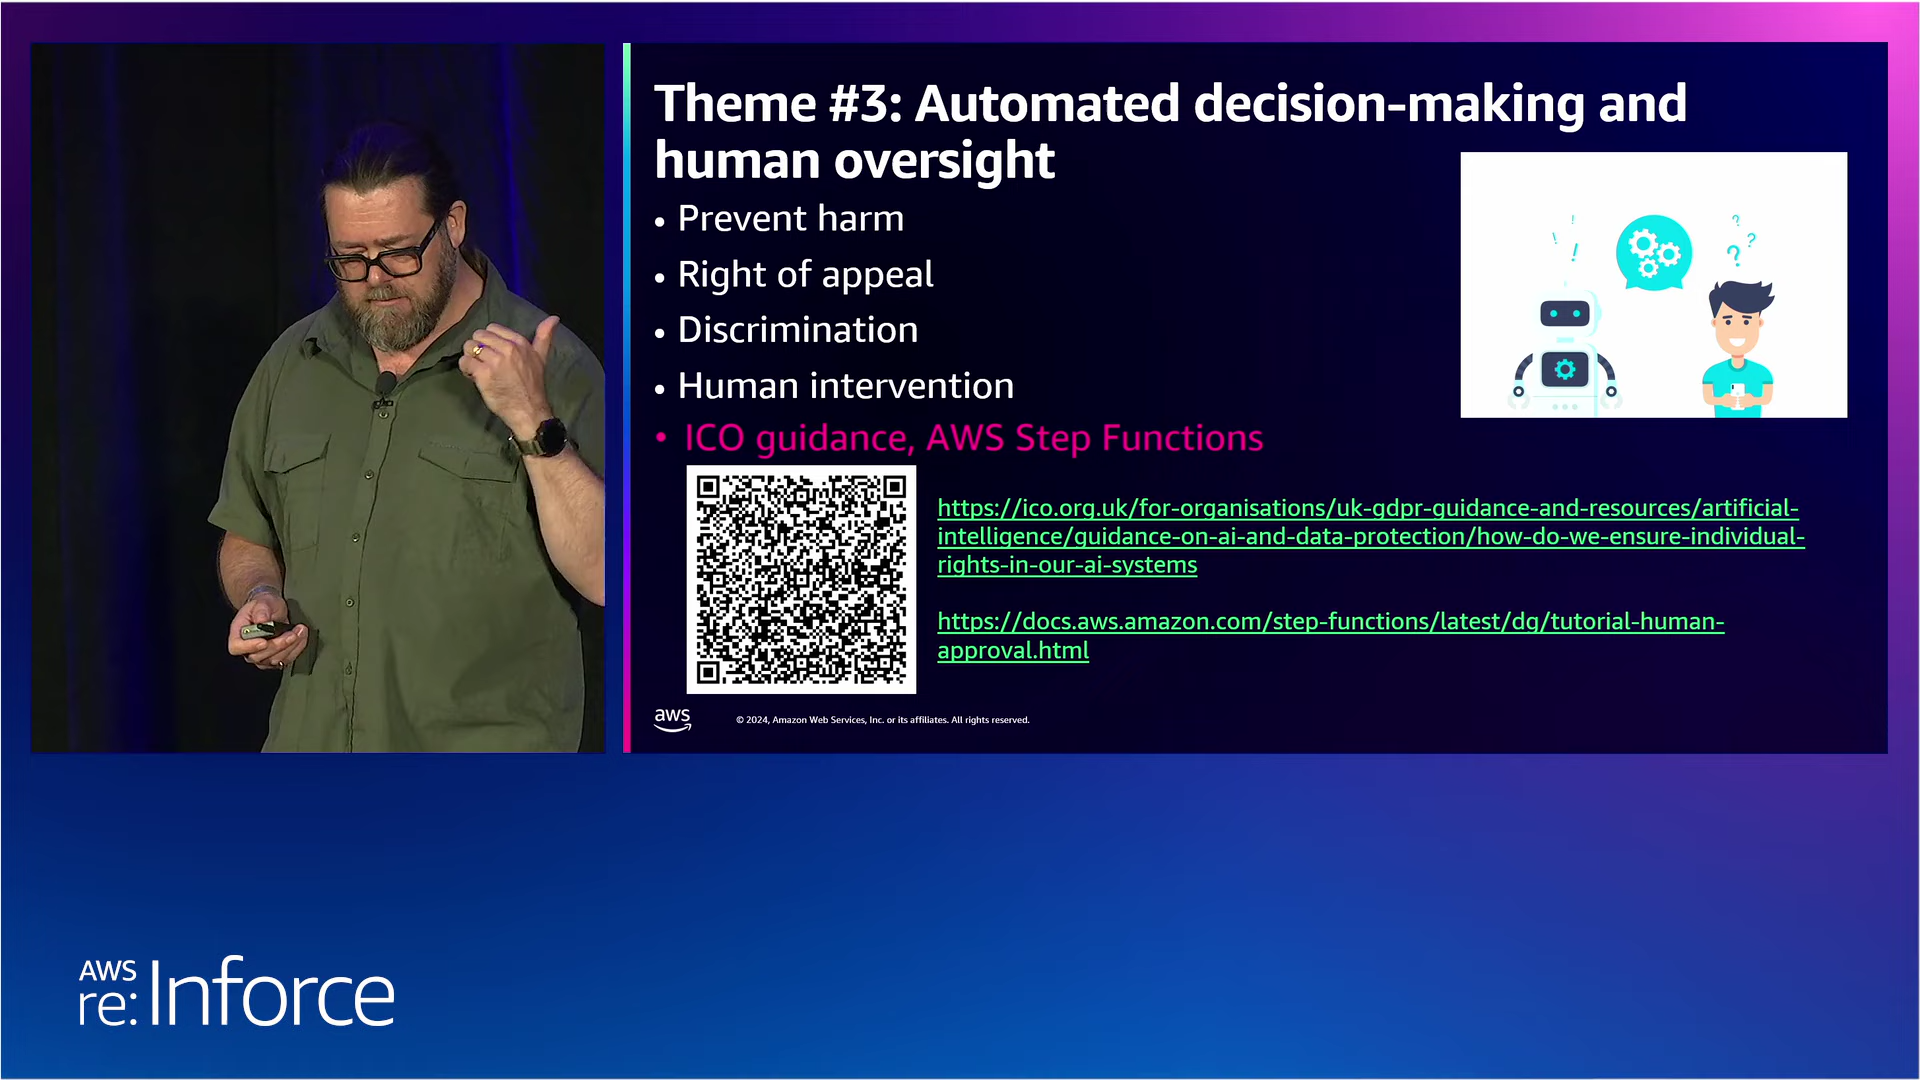 Theme #3: Automated decision-making and
human oversight
• Prevent harm
• Right of appeal
• Discrimination
• Human intervention
• ICO guidance, AWS Step Functions
https://ico.org.uk/for-organisations/uk-gdpr-guidance-and-resources/artificial-
intelligence/guidance-on-ai-and-data-protection/how-do-we-ensure-individual-
rights-in-our-ai-systems
https://docs.aws.amazon.com/step-functions/latest/dg/tutorial-human-
approval.html
aws
© 2024, Amazon Web Services, Inc. or its affiliates. All rights reserved.
AWS
re:Inforce